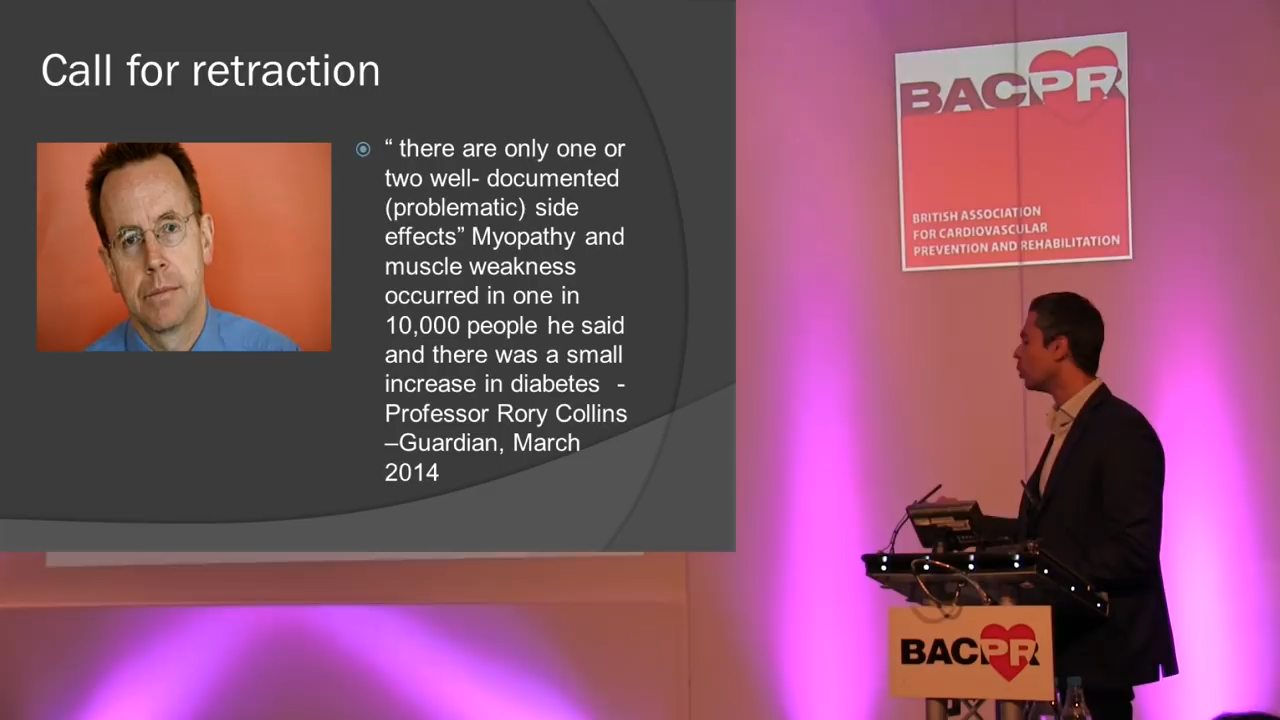 Call for retraction
“ there are only one or
two well- documented
(problematic) side
effects” Myopathy and
muscle weakness
occurred in one in
10,000 people he said
and there was a small
increase in diabetes -
Professor Rory Collins
–Guardian, March
2014
BACPR
BRITISH ASSOCIATION
FOR CARDIOVASCULAR
PREVENTION AND REHABILITATION
BACPR